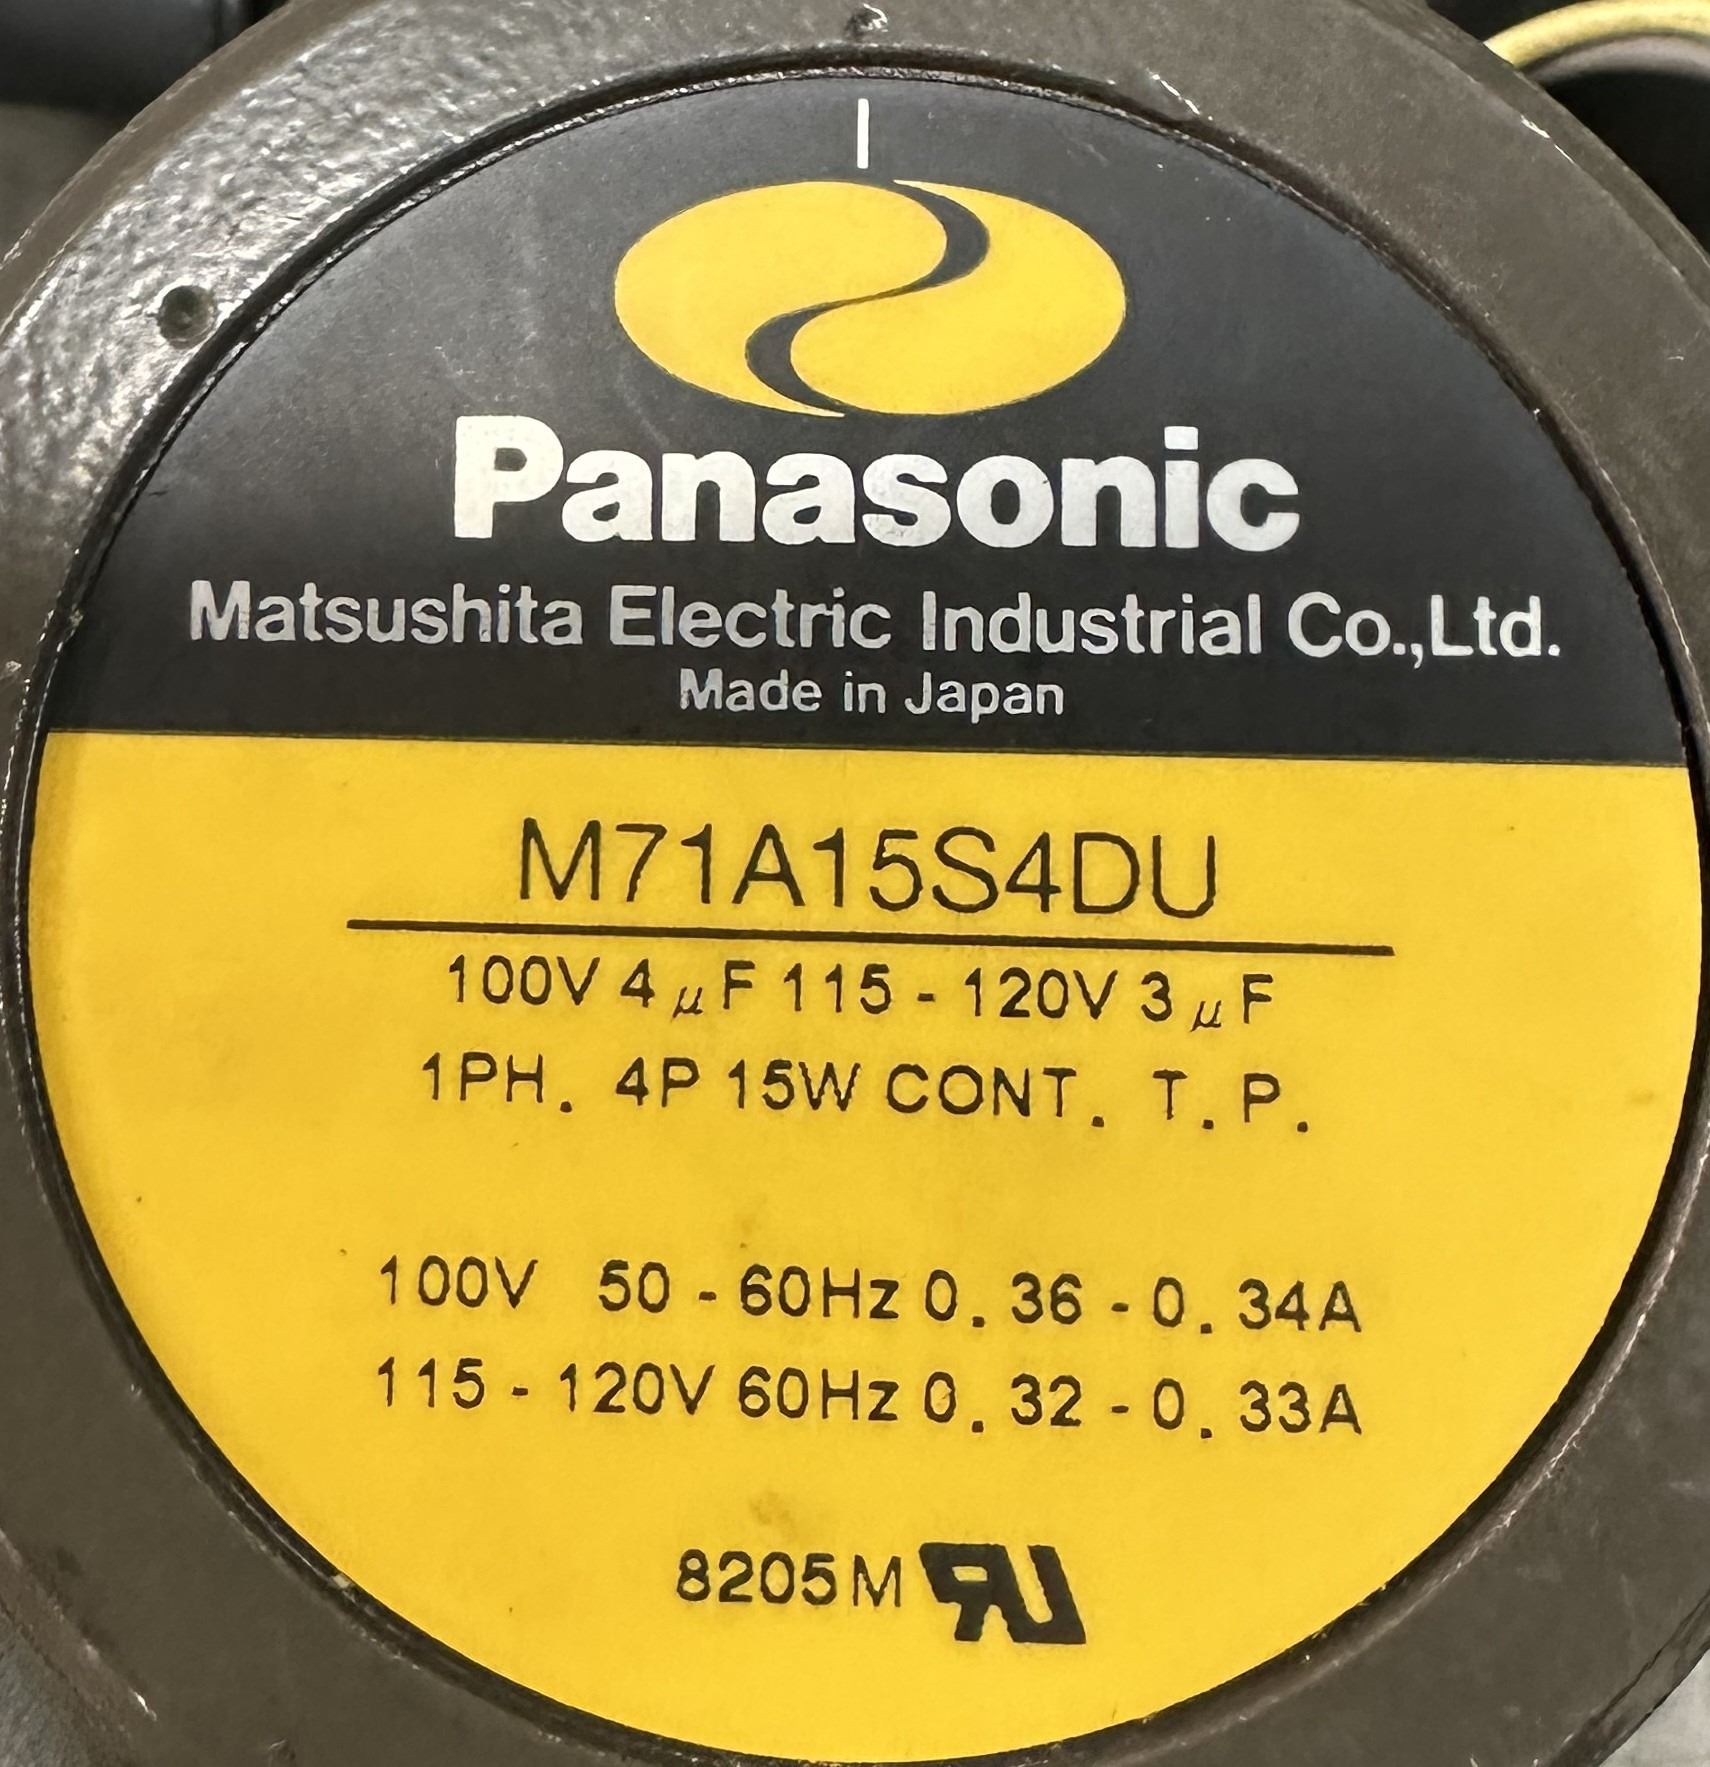 Panasonic
Matsushita Electric Industrial Co.,Ltd.
Made in Japan
M71A15S4DU
100V 4μF 115-120V 3μF
1PH. 4P 15W CONT. T.P.
100V 50-60Hz 0.36-0.34A
115-120V 60Hz 0.32-0.33A
8205M RU